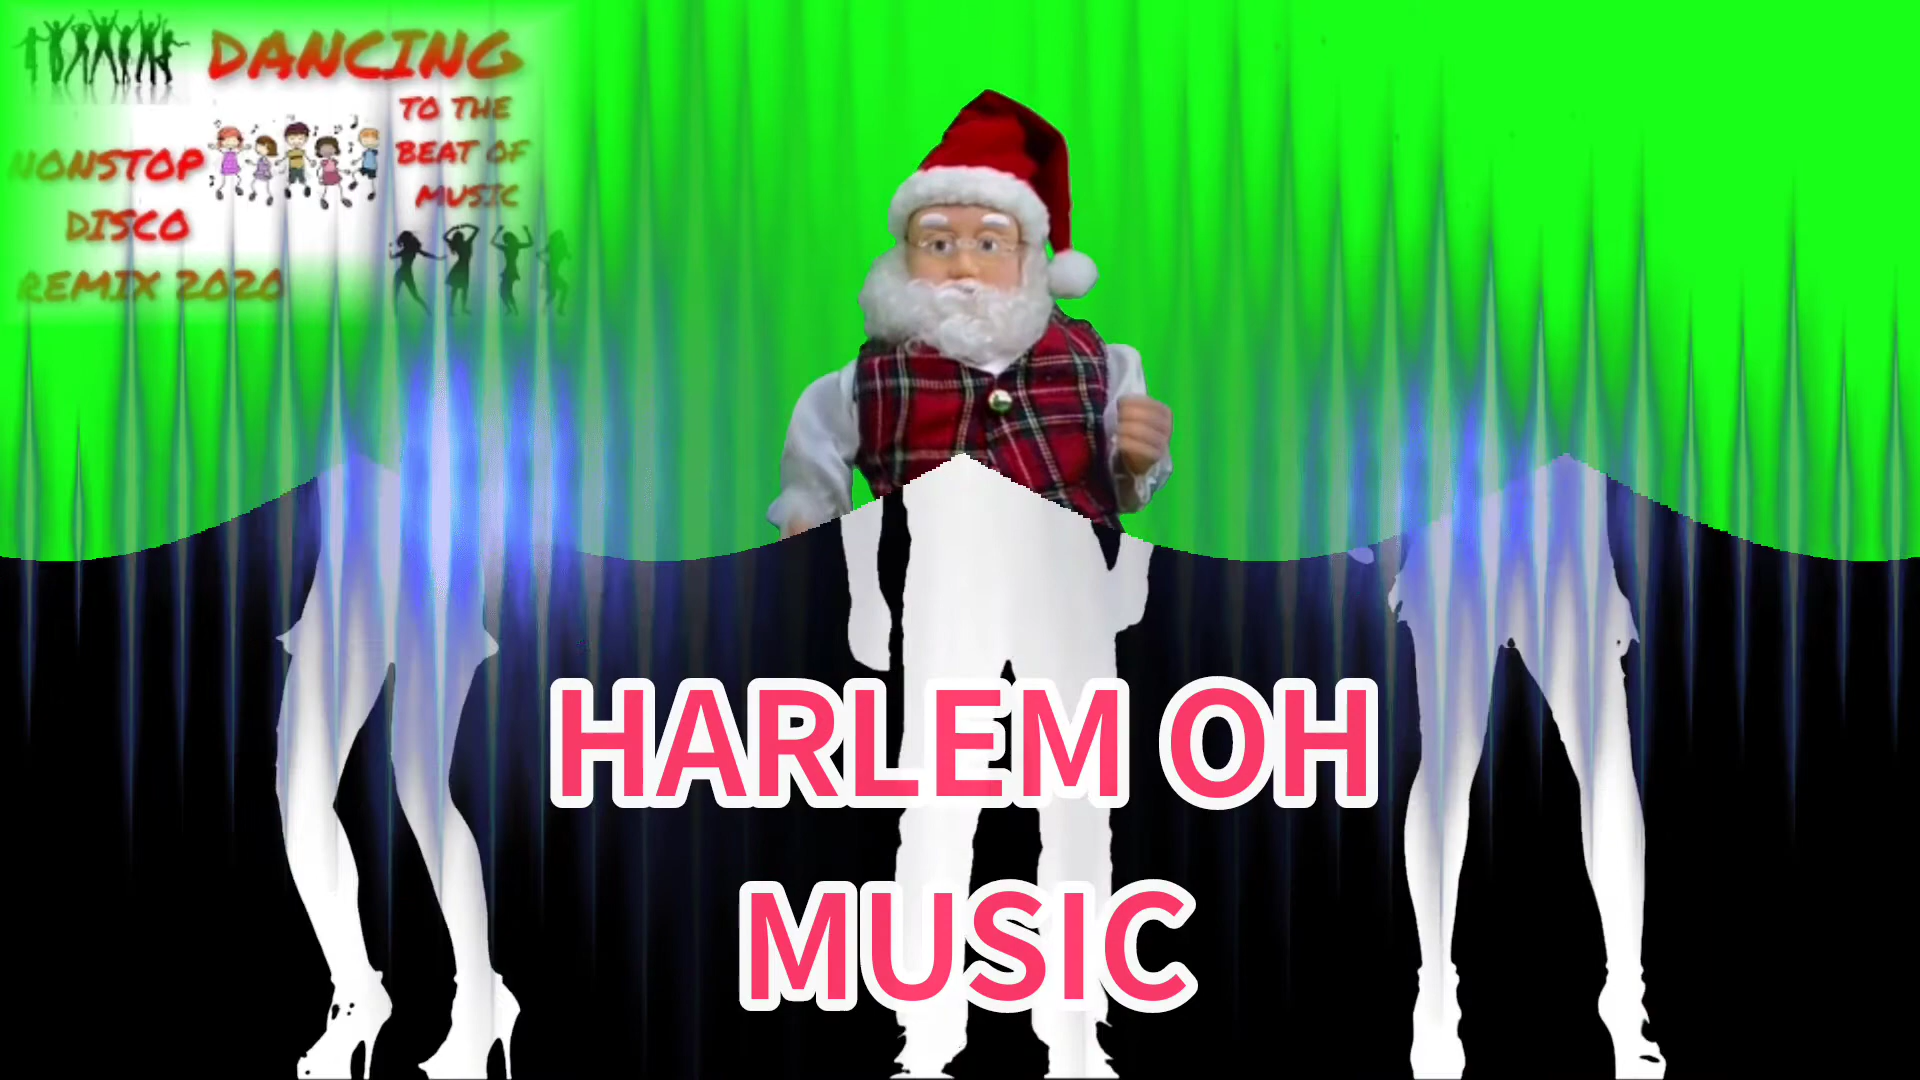 DANCING
TO THE
BEAT OF
MUSIC
NONSTOP
DISCO
REMIX 2020
HARLEM OH
MUSIC